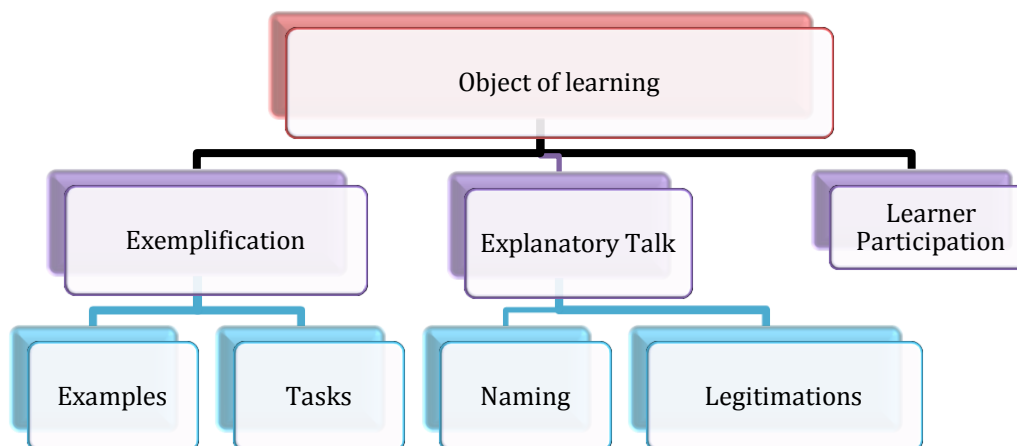 Object of learning
Exemplification
Explanatory Talk
Learner
Participation
Examples
Tasks
Naming
Legitimations